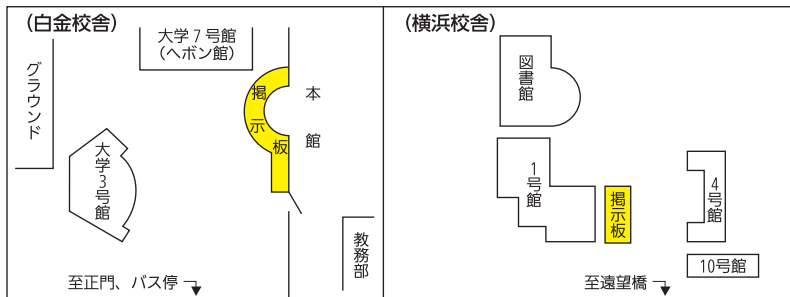 (白金校舎)
大学7号館
(ヘボン館)
グラウンド
掲示板
本館
大学3号館
教務部
至正門、バス停
(横浜校舎)
図書館
1号館
掲示板
4号館
10号館
至遠望橋